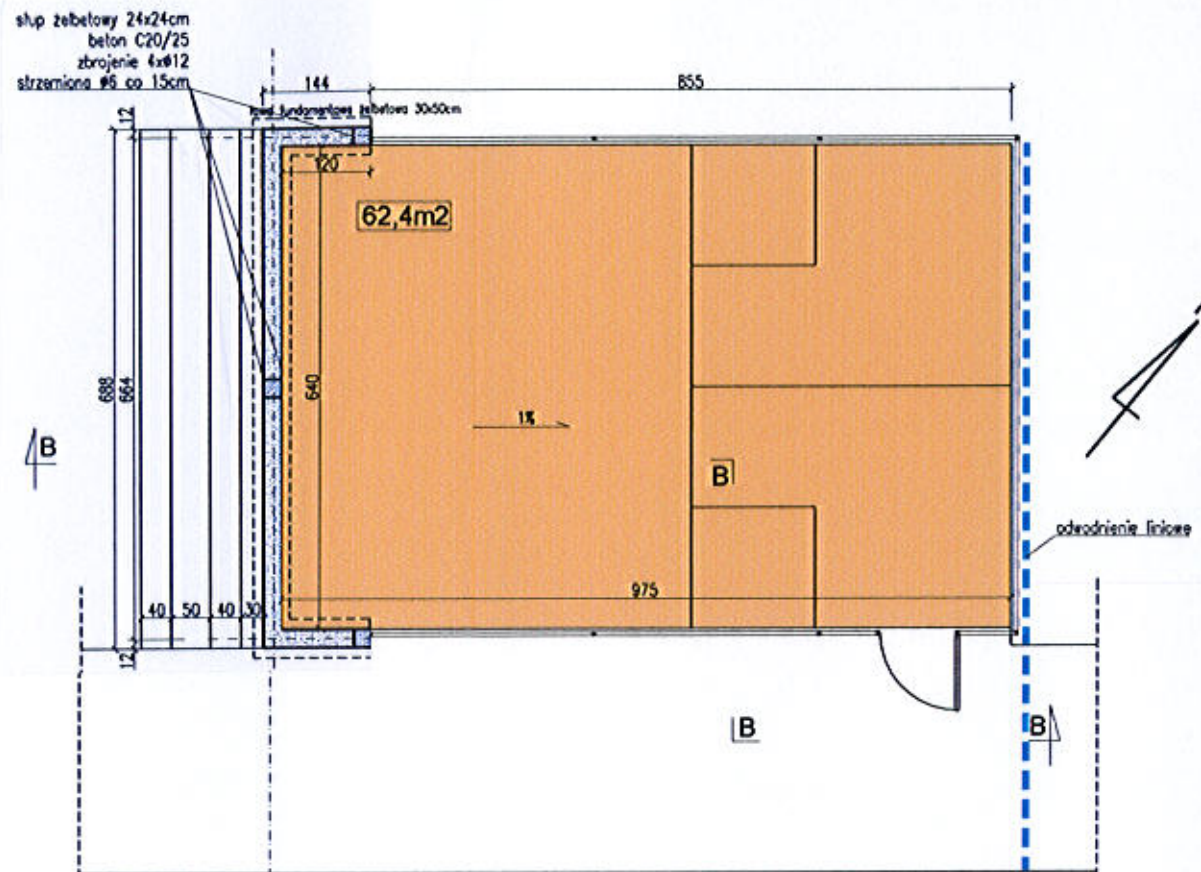 słup żelbetowy 24x24cm
beton C20/25
zbrojenie 4xø12
strzemiona ø6 co 15cm
144
855
12
fundamentowa żelbetowa 30x50cm
120
62,4m2
688
664
640
1%
B
B
odwodnienie liniowe
975
40
50
40
30
12
B
B